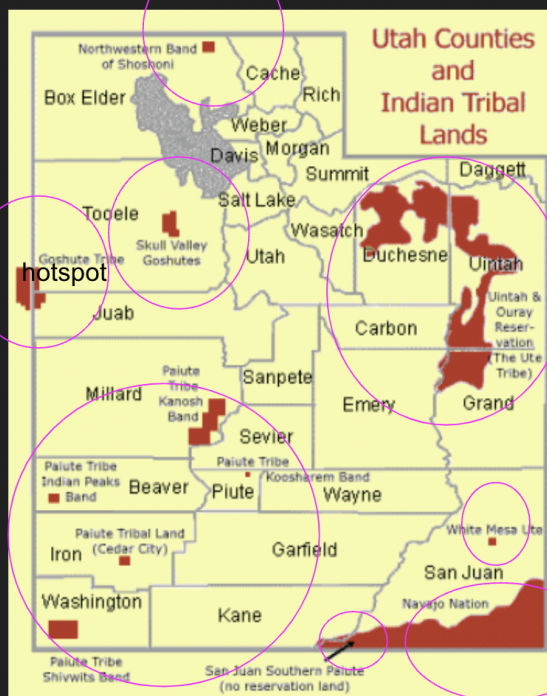 Utah Counties
and
Indian Tribal
Lands
Northwestern Band
of Shoshoni
Cache
Rich
Box Elder
Weber
Morgan
Davis
Summit
Daggett
Salt Lake
Tooele
Skull Valley
Goshutes
Wasatch
Duchesne
Uintah
Utah
Goshute Tribe
hotspot
Uintah &
Ouray
Reser-
vation
(The Ute
Tribe)
Juab
Carbon
Paiute
Tribe
Kanosh
Band
Millard
Sanpete
Emery
Grand
Sevier
Paiute Tribe
Koosharem Band
Paiute Tribe
Indian Peaks
Band
Beaver
Piute
Wayne
Paiute Tribal Land
(Cedar City)
Iron
Garfield
White Mesa Ute
San Juan
Washington
Kane
Navajo Nation
Paiute Tribe
Shivwits Band
San Juan Southern Paiute
(no reservation land)